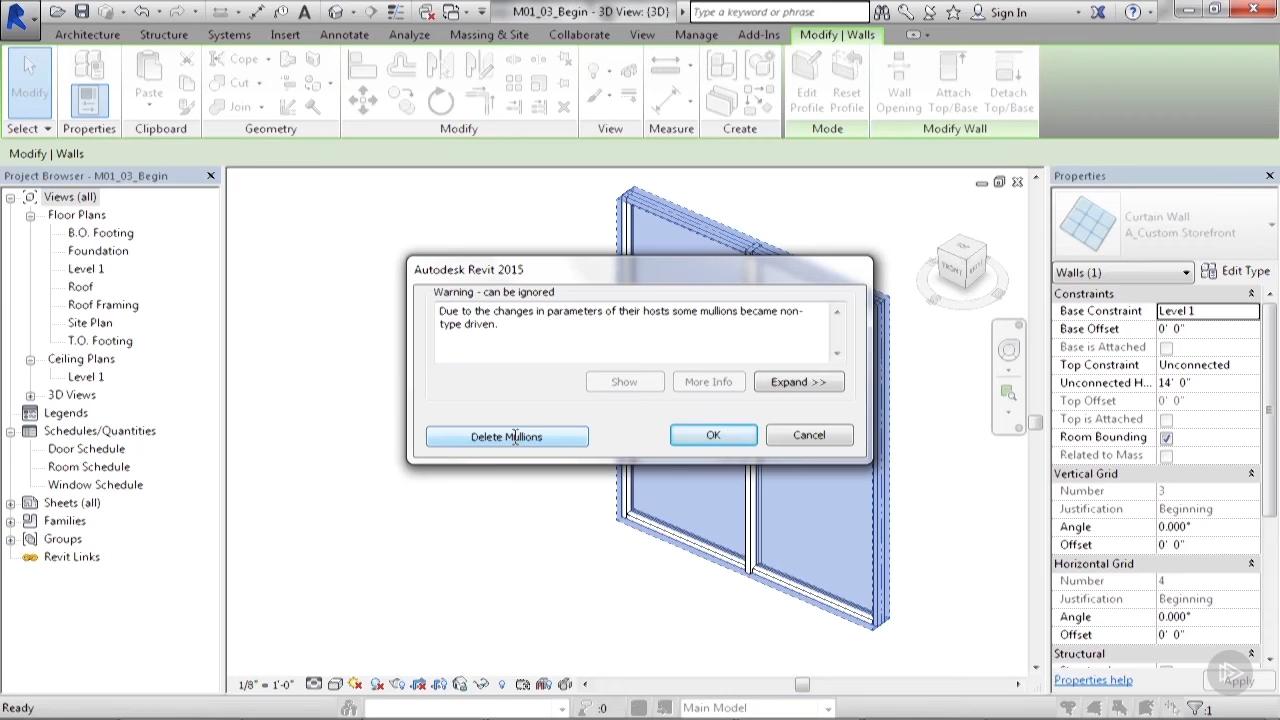 M01_03_Begin - 3D View: {3D}
Type a keyword or phrase
Sign In
Architecture
Structure
Systems
Insert
Annotate
Analyze
Massing & Site
Collaborate
View
Manage
Add-Ins
Modify | Walls
Modify
Paste
Cope
Cut
Join
Edit
Profile
Reset
Profile
Wall
Opening
Attach
Top/Base
Detach
Top/Base
Select
Properties
Clipboard
Geometry
Modify
View
Measure
Create
Mode
Modify Wall
Modify | Walls
Project Browser - M01_03_Begin
Views (all)
Floor Plans
B.O. Footing
Foundation
Level 1
Roof
Roof Framing
Site Plan
T.O. Footing
Ceiling Plans
Level 1
3D Views
Legends
Schedules/Quantities
Door Schedule
Room Schedule
Window Schedule
Sheets (all)
Families
Groups
Revit Links
TOP
FRONT
Autodesk Revit 2015
Warning - can be ignored
Due to the changes in parameters of their hosts some mullions became non-
type driven.
Show
More Info
Expand >>
Delete Mullions
OK
Cancel
Properties
Curtain Wall
A_Custom Storefront
Walls (1)
Edit Type
Constraints
Base Constraint Level 1
Base Offset 0' 0"
Base is Attached
Top Constraint Unconnected
Unconnected H... 14' 0"
Top Offset 0' 0"
Top is Attached
Room Bounding
Related to Mass
Vertical Grid
Number 3
Justification Beginning
Angle 0.000°
Offset 0' 0"
Horizontal Grid
Number 4
Justification Beginning
Angle 0.000°
Offset 0' 0"
Structural
Properties help
Apply
1/8" = 1'-0"
Ready
:0
Main Model
:1